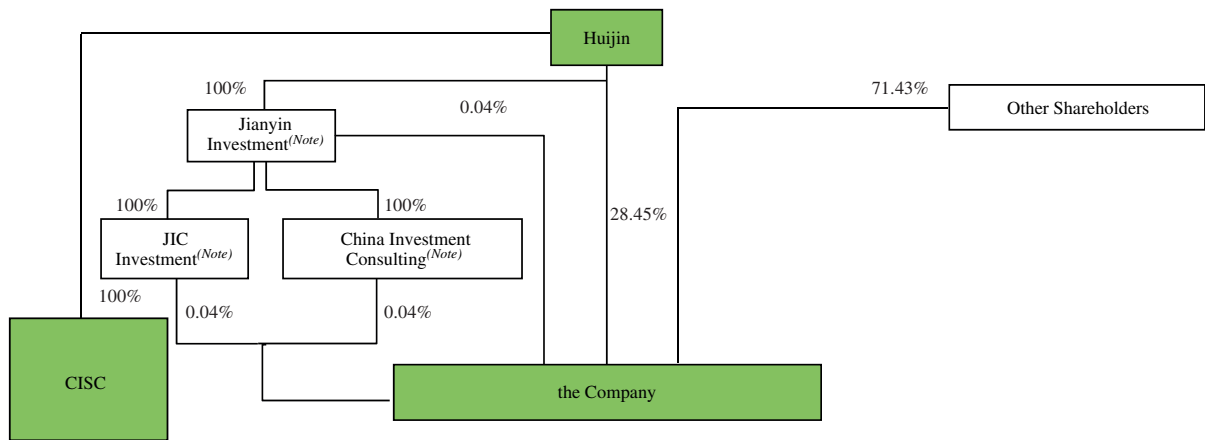 Huijin
100%
0.04%
71.43%
Jianyin
Investment(Note)
Other Shareholders
100%
100%
28.45%
JIC
Investment(Note)
China Investment
Consulting(Note)
100%
0.04%
0.04%
CISC
the Company